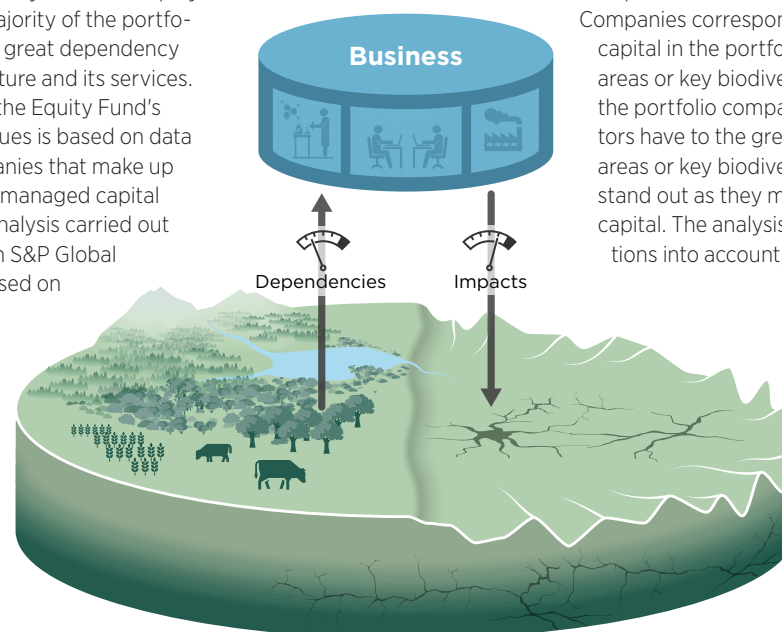 ajority of the portfo-
great dependency
ture and its services.
the Equity Fund's
ues is based on data
anies that make up
managed capital
nalysis carried out
n S&P Global
sed on
Business
Dependencies
Impacts
Companies correspon
capital in the portfo
areas or key biodive
the portfolio compa
tors have to the gre
areas or key biodive
stand out as they m
capital. The analysis
tions into account